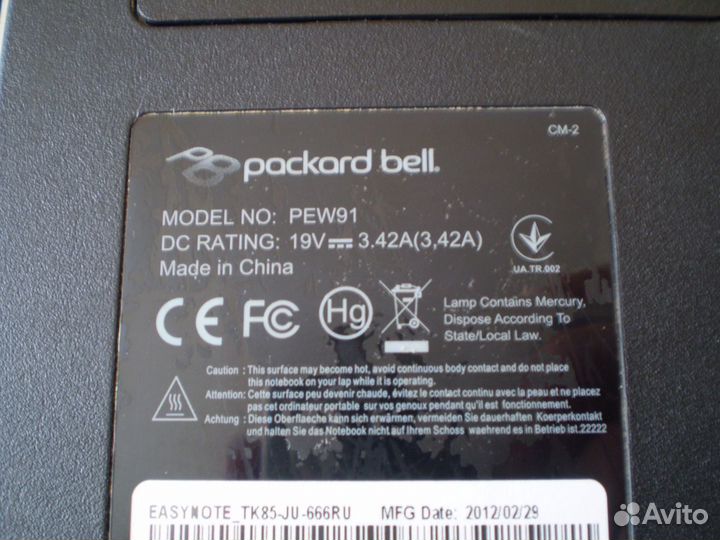 CM-2
packard bell.
MODEL NO: PEW91
DC RATING: 19V⎓3.42A(3,42A)
Made in China
UA.TR.002
CE FC Hg
Lamp Contains Mercury,
Dispose According To
State/Local Law.
Caution : This surface may become hot, avoid continuous body contact and do not place
this notebook on your lap while it is operating.
Attention: Cette surface peu devenir chaude, évitez le contact continu avec la peau et ne placez
pas cet ordinateur portable sur vos genoux pendant qu'il est fonctionnement.
Achtung : Diese Oberflaeche kann sich erwärmen, vermeiden Sie dauerhaften Koerperkontakt
und halten Sie das Notebook nicht auf Ihrem Schoss waehrend es in Betrieb ist.22222
EASYNOTE_TK85-JU-666RU MFG Date: 2012/02/29
Avito